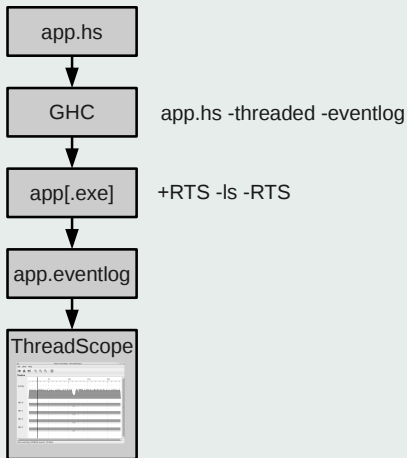 app.hs
GHC
app.hs -threaded -eventlog
app[.exe]
+RTS -ls -RTS
app.eventlog
ThreadScope